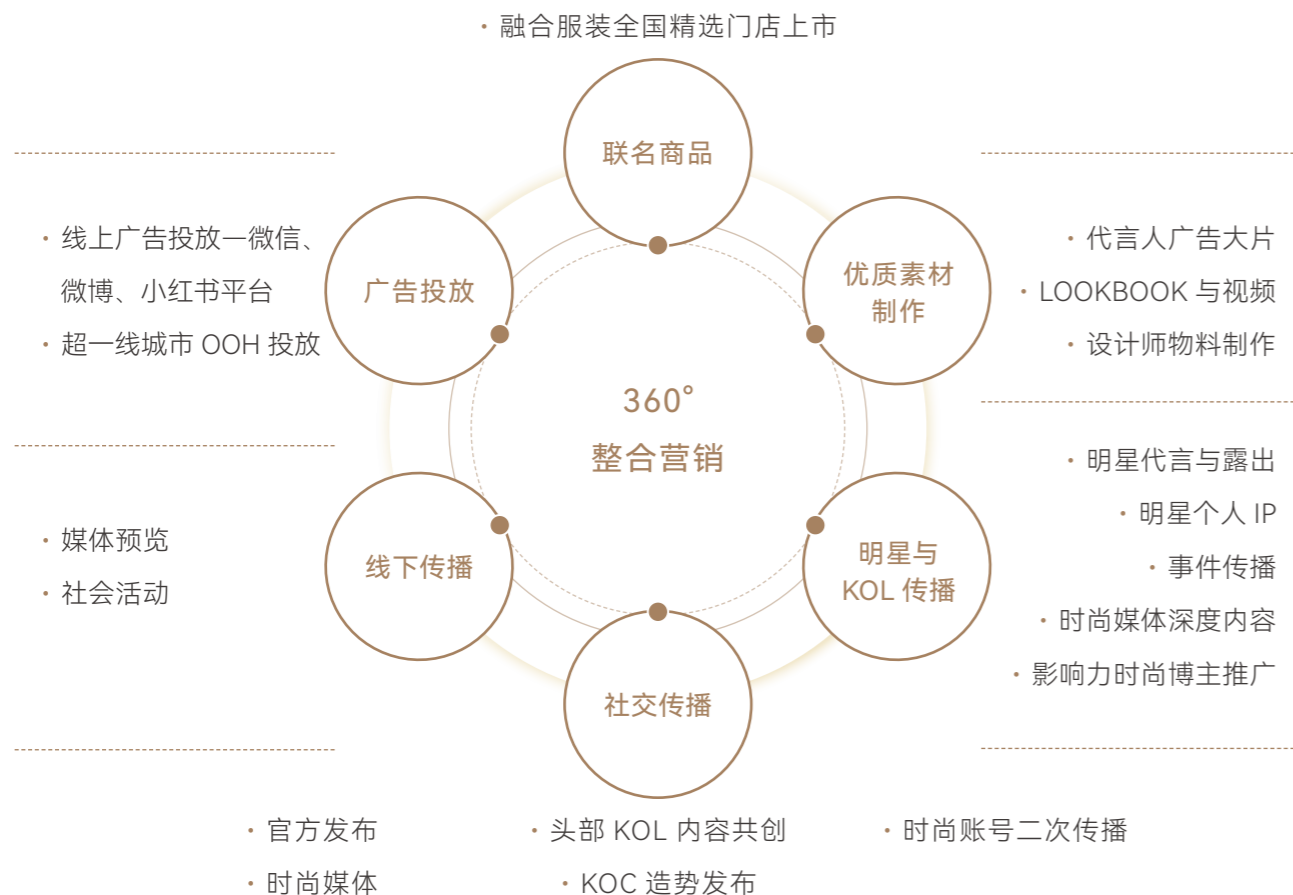 · 融合服装全国精选门店上市
联名商品
广告投放
· 线上广告投放—微信、
微博、小红书平台
· 超一线城市 OOH 投放
优质素材
制作
· 代言人广告大片
· LOOKBOOK 与视频
· 设计师物料制作
360°
整合营销
线下传播
· 媒体预览
· 社会活动
明星与
KOL 传播
· 明星代言与露出
· 明星个人 IP
· 事件传播
· 时尚媒体深度内容
· 影响力时尚博主推广
社交传播
· 官方发布
· 头部 KOL 内容共创
· 时尚账号二次传播
· 时尚媒体
· KOC 造势发布